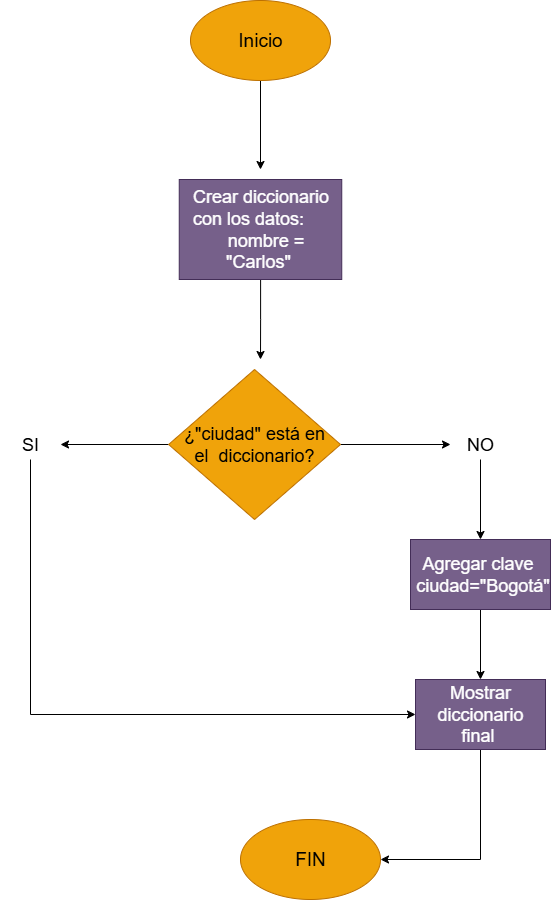 Inicio
Crear diccionario
con los datos:
nombre =
"Carlos"
¿"ciudad" está en
el diccionario?
SI
NO
Agregar clave
ciudad="Bogotá"
Mostrar
diccionario
final
FIN